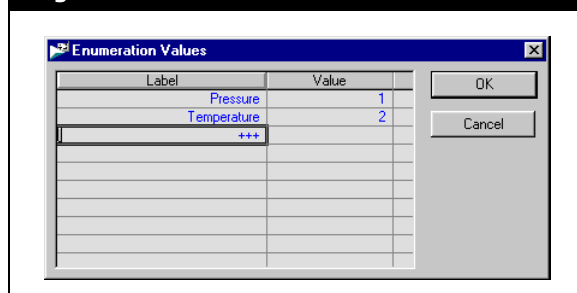 Enumeration Values
Label Value
OK
Pressure 1
Temperature 2
Cancel
+++